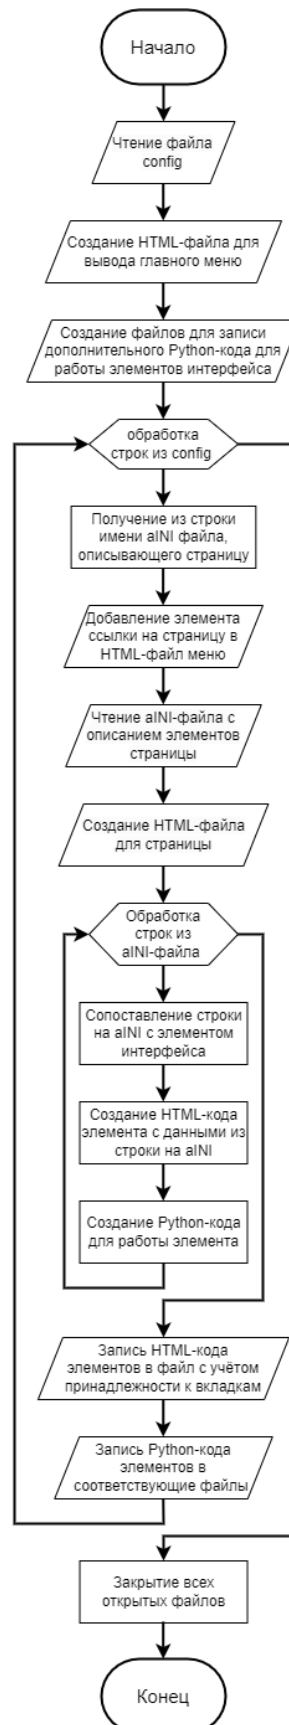 Начало
Чтение файла
config
Создание HTML-файла для
вывода главного меню
Создание файлов для записи
дополнительного Python-кода для
работы элементов интерфейса
обработка
строк из config
Получение из строки
имени aINI файла,
описывающего страницу
Добавление элемента
ссылки на страницу в
HTML-файл меню
Чтение aINI-файла с
описанием элементов
страницы
Создание HTML-файла
для страницы
Обработка
строк из
aINI-файла
Сопоставление строки
на aINI с элементом
интерфейса
Создание HTML-кода
элемента с данными из
строки на aINI
Создание Python-кода
для работы элемента
Запись HTML-кода
элементов в файл с учётом
принадлежности к вкладкам
Запись Python-кода
элементов в
соответствующие файлы
Закрытие всех
открытых файлов
Конец